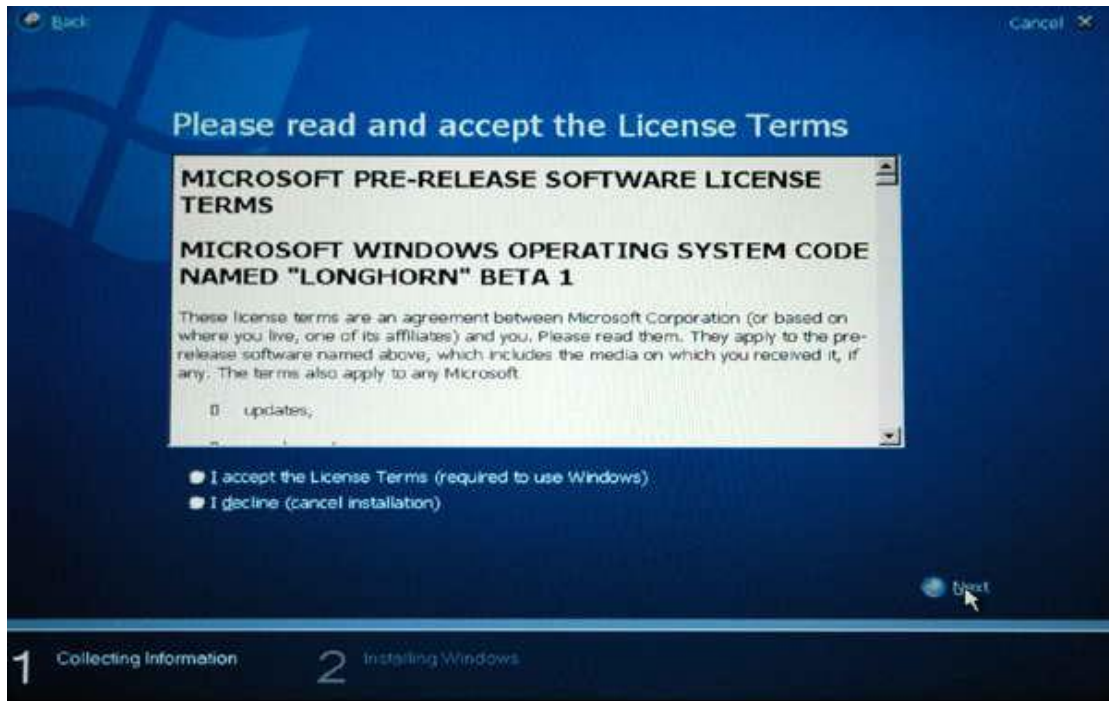 Back
Cancel
Please read and accept the License Terms
MICROSOFT PRE-RELEASE SOFTWARE LICENSE
TERMS
MICROSOFT WINDOWS OPERATING SYSTEM CODE
NAMED "LONGHORN" BETA 1
These license terms are an agreement between Microsoft Corporation (or based on
where you live, one of its affiliates) and you. Please read them. They apply to the pre-
release software named above, which includes the media on which you received it, if
any. The terms also apply to any Microsoft
updates,
I accept the License Terms (required to use Windows)
I decline (cancel installation)
Next
1 Collecting Information
2 Installing Windows